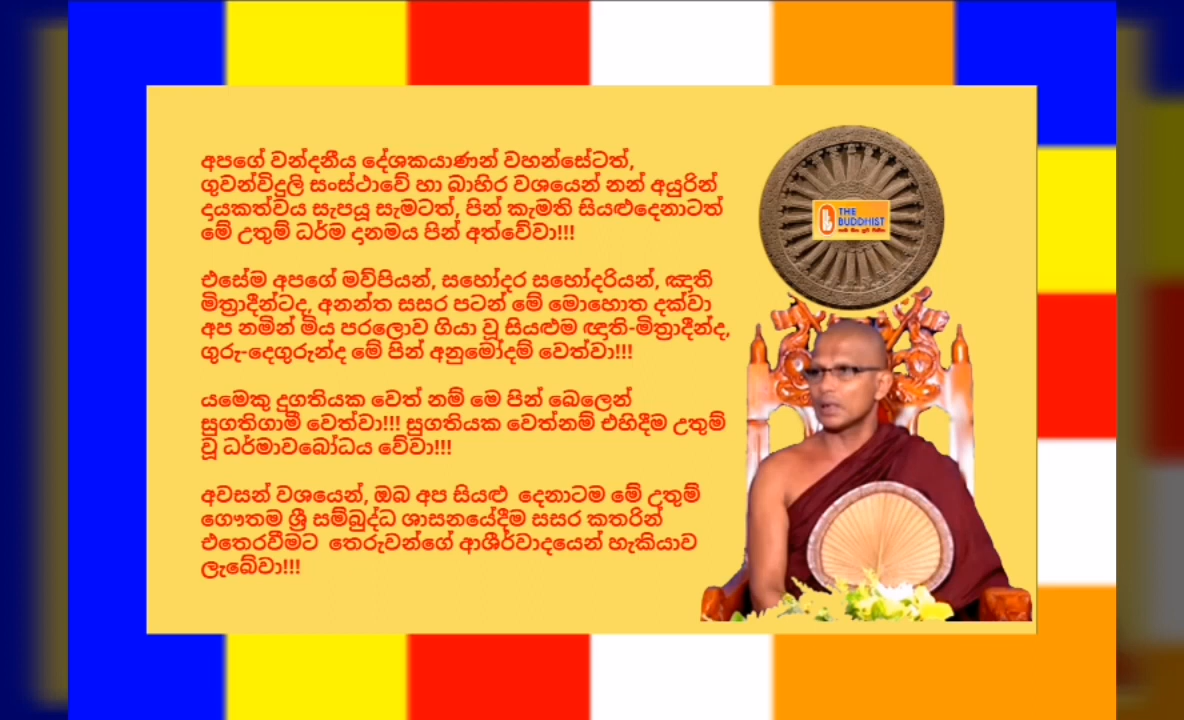 අපගේ වන්දනීය දේශකයාණන් වහන්සේටත්,
ගුවන්විදුලි සංස්ථාවේ හා බාහිර වශයෙන් නන් අයුරින්
දායකත්වය සැපයූ සැමටත්, පින් කැමති සියළුදෙනාටත්
මේ උතුම් ධර්ම දානමය පින් අත්වේවා!!!
එසේම අපගේ මව්පියන්, සහෝදර සහෝදරියන්, ඤති
මිත්‍රාදීන්ටද, අනන්ත සසර පටන් මේ මොහොත දක්වා
අප නමින් මිය පරලොව ගියා වූ සියළුම ඥාති-මිත්‍රාදීන්ද,
ගුරු-දෙගුරුන්ද මේ පින් අනුමෝදම් වෙත්වා!!!
යමෙකු දුගතියක වෙත් නම් මෙ පින් බෙලෙන්
සුගතිගාමී වෙත්වා!!! සුගතියක වෙත්නම් එහිදීම උතුම්
වූ ධර්මාවබෝධය වේවා!!!
අවසන් වශයෙන්, ඔබ අප සියළු දෙනාටම මේ උතුම්
ගෞතම ශ්‍රී සම්බුද්ධ ශාසනයේදීම සසර කතරින්
එතෙරවීමට තෙරුවන්ගේ ආශීර්වාදයෙන් හැකියාව
ලැබේවා!!!
THE
BUDDHIST